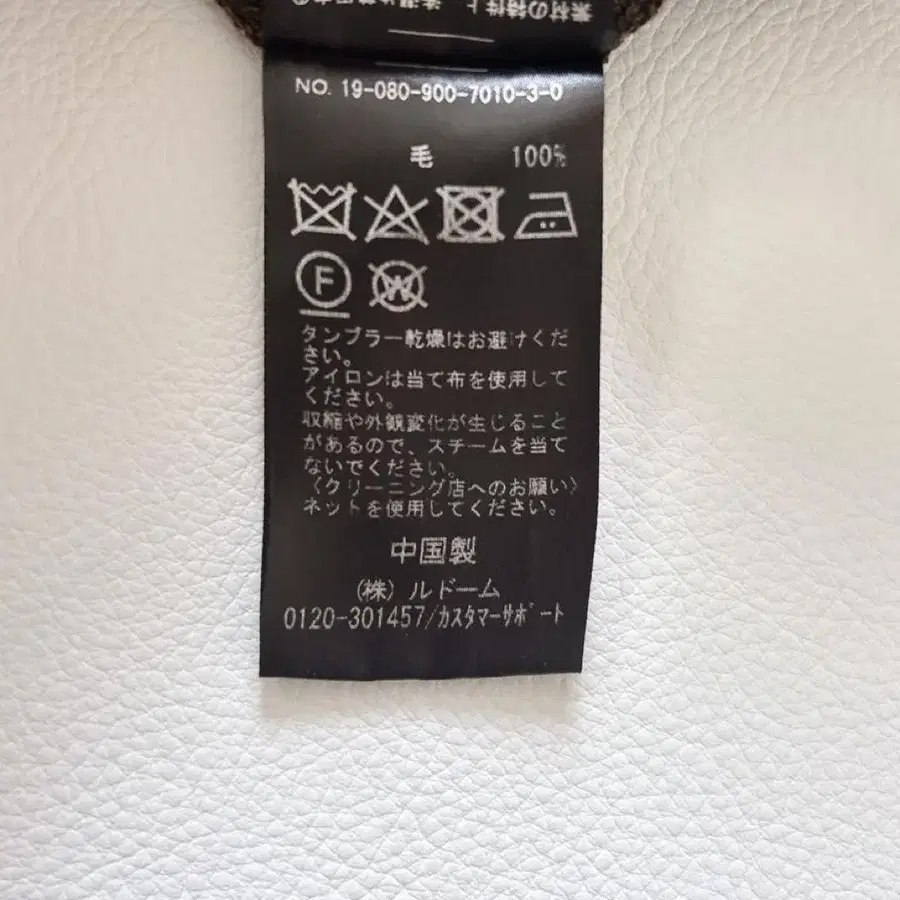 NO. 19-080-900-7010-3-0
毛 100%
F
W
タンブラー乾燥はお避けくだ
さい。
アイロンは当て布を使用して
ください。
収縮や外観変化が生じること
があるので、スチームを当て
ないでください。
〈クリーニング店へのお願い〉
ネットを使用してください。
中国製
(株) ルドーム
0120-301457/カスタマーサポート
素材の特性上